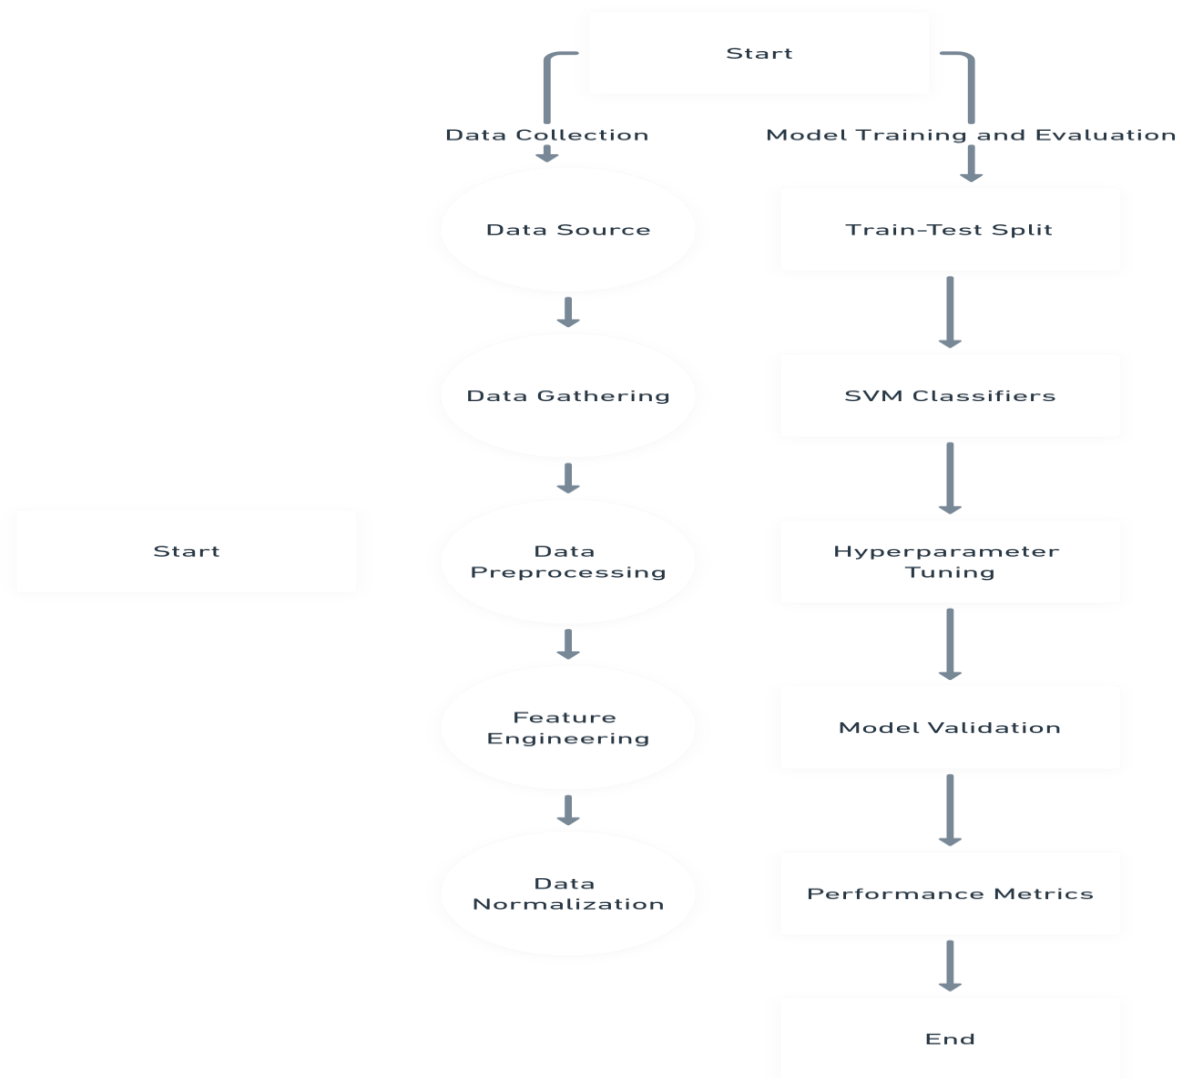 Start
Data Collection
Model Training and Evaluation
Data Source
Train-Test Split
Data Gathering
SVM Classifiers
Start
Data
Preprocessing
Hyperparameter
Tuning
Feature
Engineering
Model Validation
Data
Normalization
Performance Metrics
End